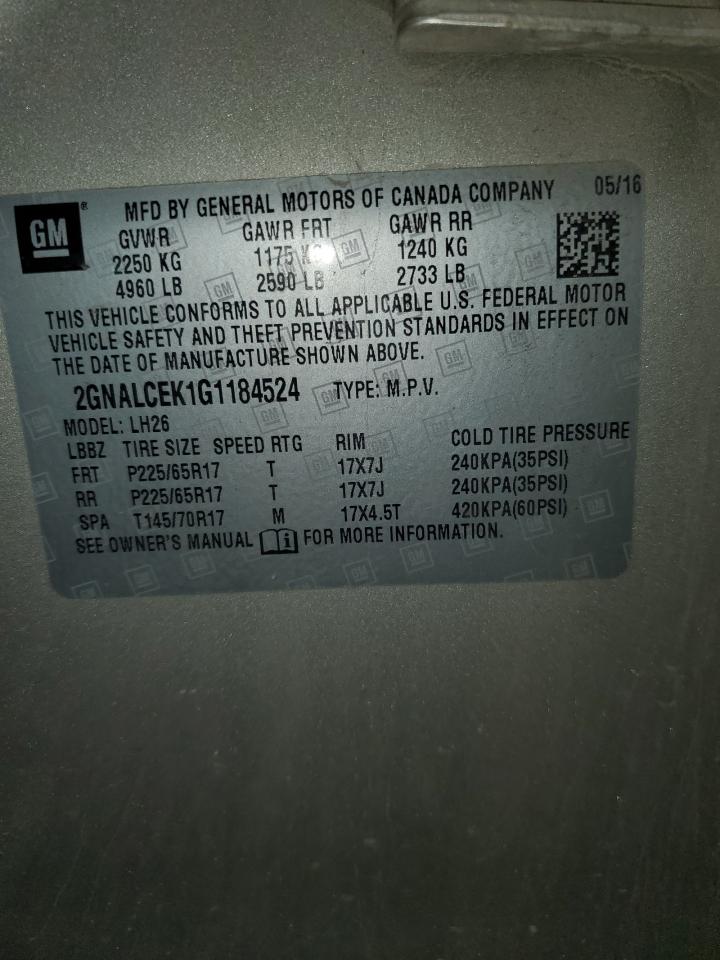 GM ® MFD BY GENERAL MOTORS OF CANADA COMPANY 05/16
GVWR GAWR FRT GAWR RR
2250 KG 1175 KG 1240 KG
4960 LB 2590 LB 2733 LB
THIS VEHICLE CONFORMS TO ALL APPLICABLE U.S. FEDERAL MOTOR
VEHICLE SAFETY AND THEFT PREVENTION STANDARDS IN EFFECT ON
THE DATE OF MANUFACTURE SHOWN ABOVE.
2GNALCEK1G1184524 TYPE: M.P.V.
MODEL: LH26
LBBZ TIRE SIZE SPEED RTG RIM COLD TIRE PRESSURE
FRT P225/65R17 T 17X7J 240KPA(35PSI)
RR P225/65R17 T 17X7J 240KPA(35PSI)
SPA T145/70R17 M 17X4.5T 420KPA(60PSI)
SEE OWNER'S MANUAL FOR MORE INFORMATION.